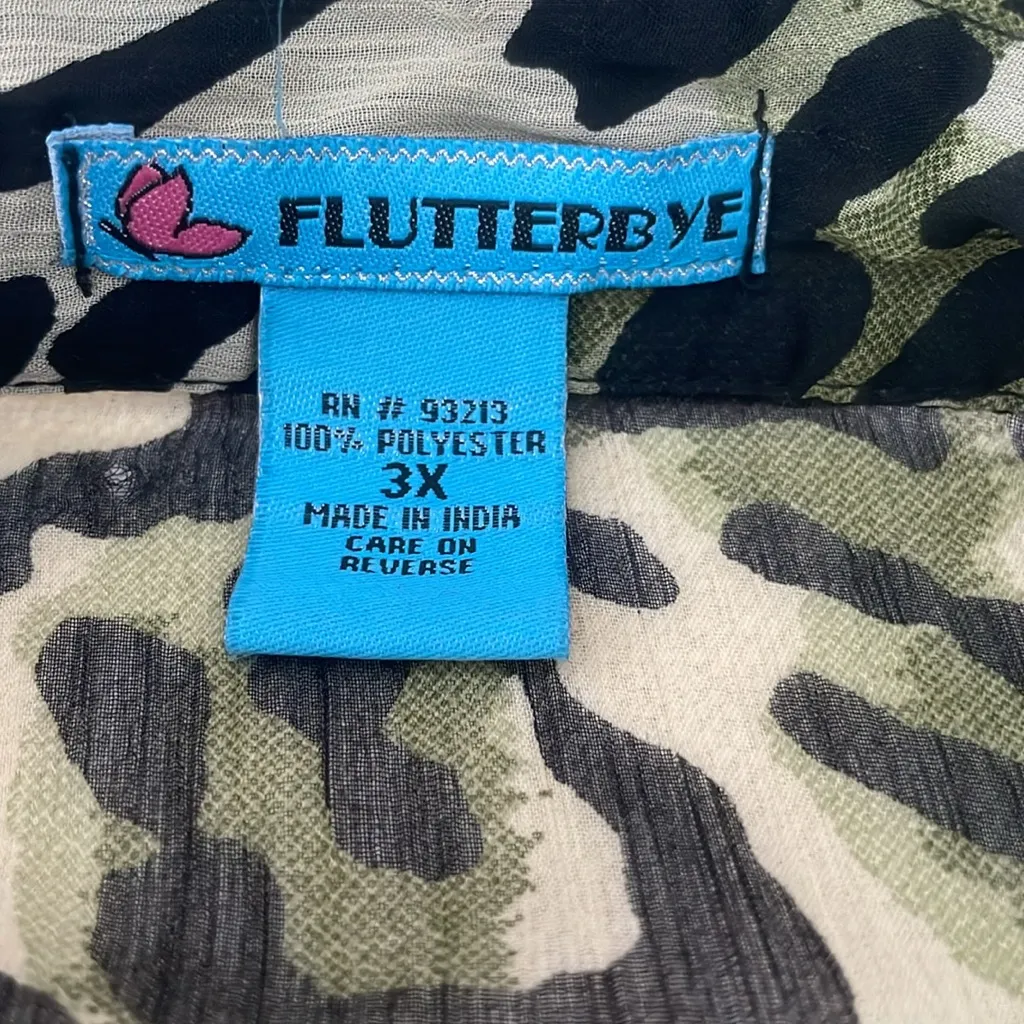 FLUTTERBYE
RN # 93213
100% POLYESTER
3X
MADE IN INDIA
CARE ON
REVERSE